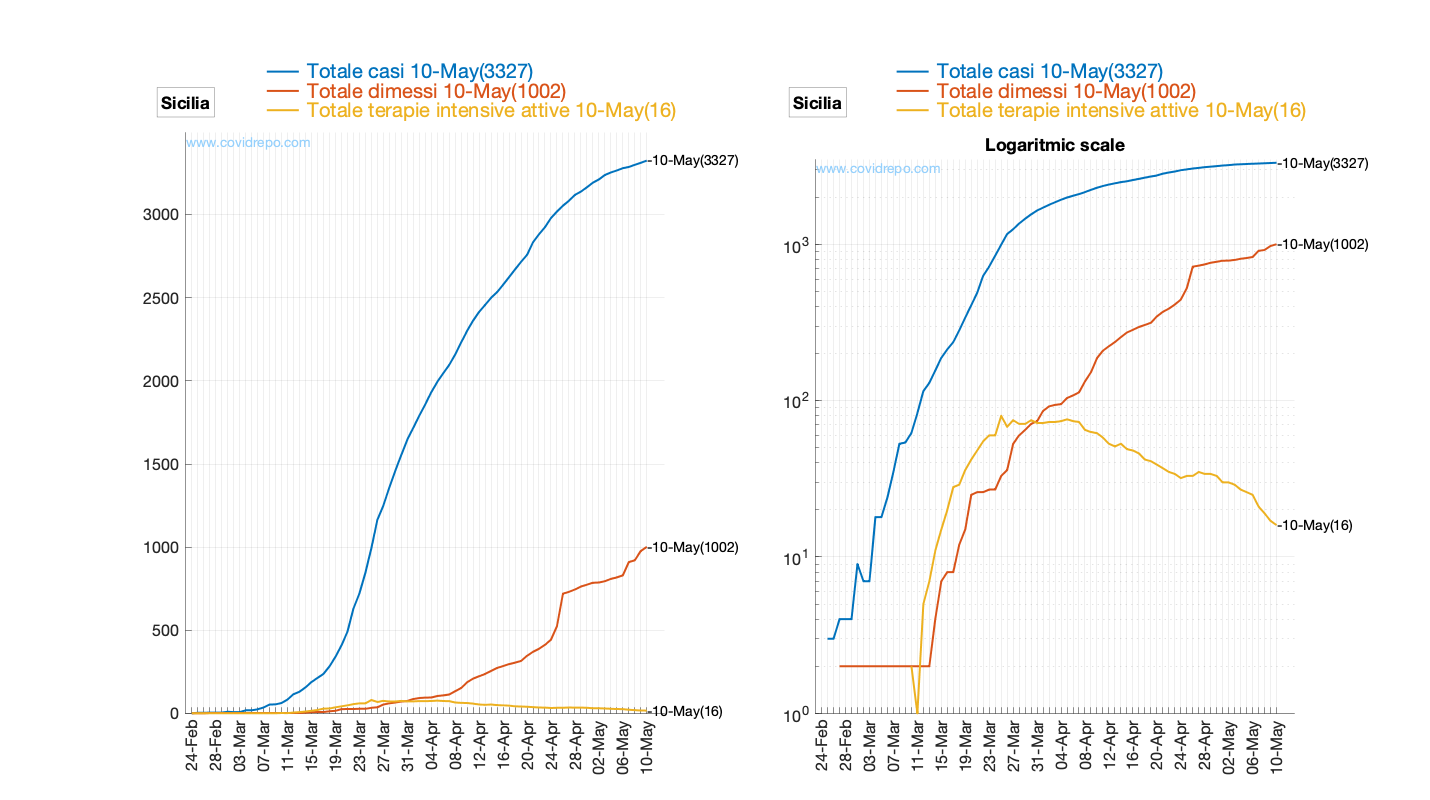 Totale casi 10-May(3327)
Totale dimessi 10-May(1002)
Totale terapie intensive attive 10-May(16)
Sicilia
www.covidrepo.com
-10-May(3327)
3000
2500
2000
1500
1000
-10-May(1002)
500
0
-10-May(16)
24-Feb
28-Feb
03-Mar
07-Mar
11-Mar
15-Mar
19-Mar
23-Mar
27-Mar
31-Mar
04-Apr
08-Apr
12-Apr
16-Apr
20-Apr
24-Apr
28-Apr
02-May
06-May
10-May
Totale casi 10-May(3327)
Totale dimessi 10-May(1002)
Totale terapie intensive attive 10-May(16)
Sicilia
Logaritmic scale
www.covidrepo.com
-10-May(3327)
10³
-10-May(1002)
10²
-10-May(16)
10¹
10⁰
24-Feb
28-Feb
03-Mar
07-Mar
11-Mar
15-Mar
19-Mar
23-Mar
27-Mar
31-Mar
04-Apr
08-Apr
12-Apr
16-Apr
20-Apr
24-Apr
28-Apr
02-May
06-May
10-May